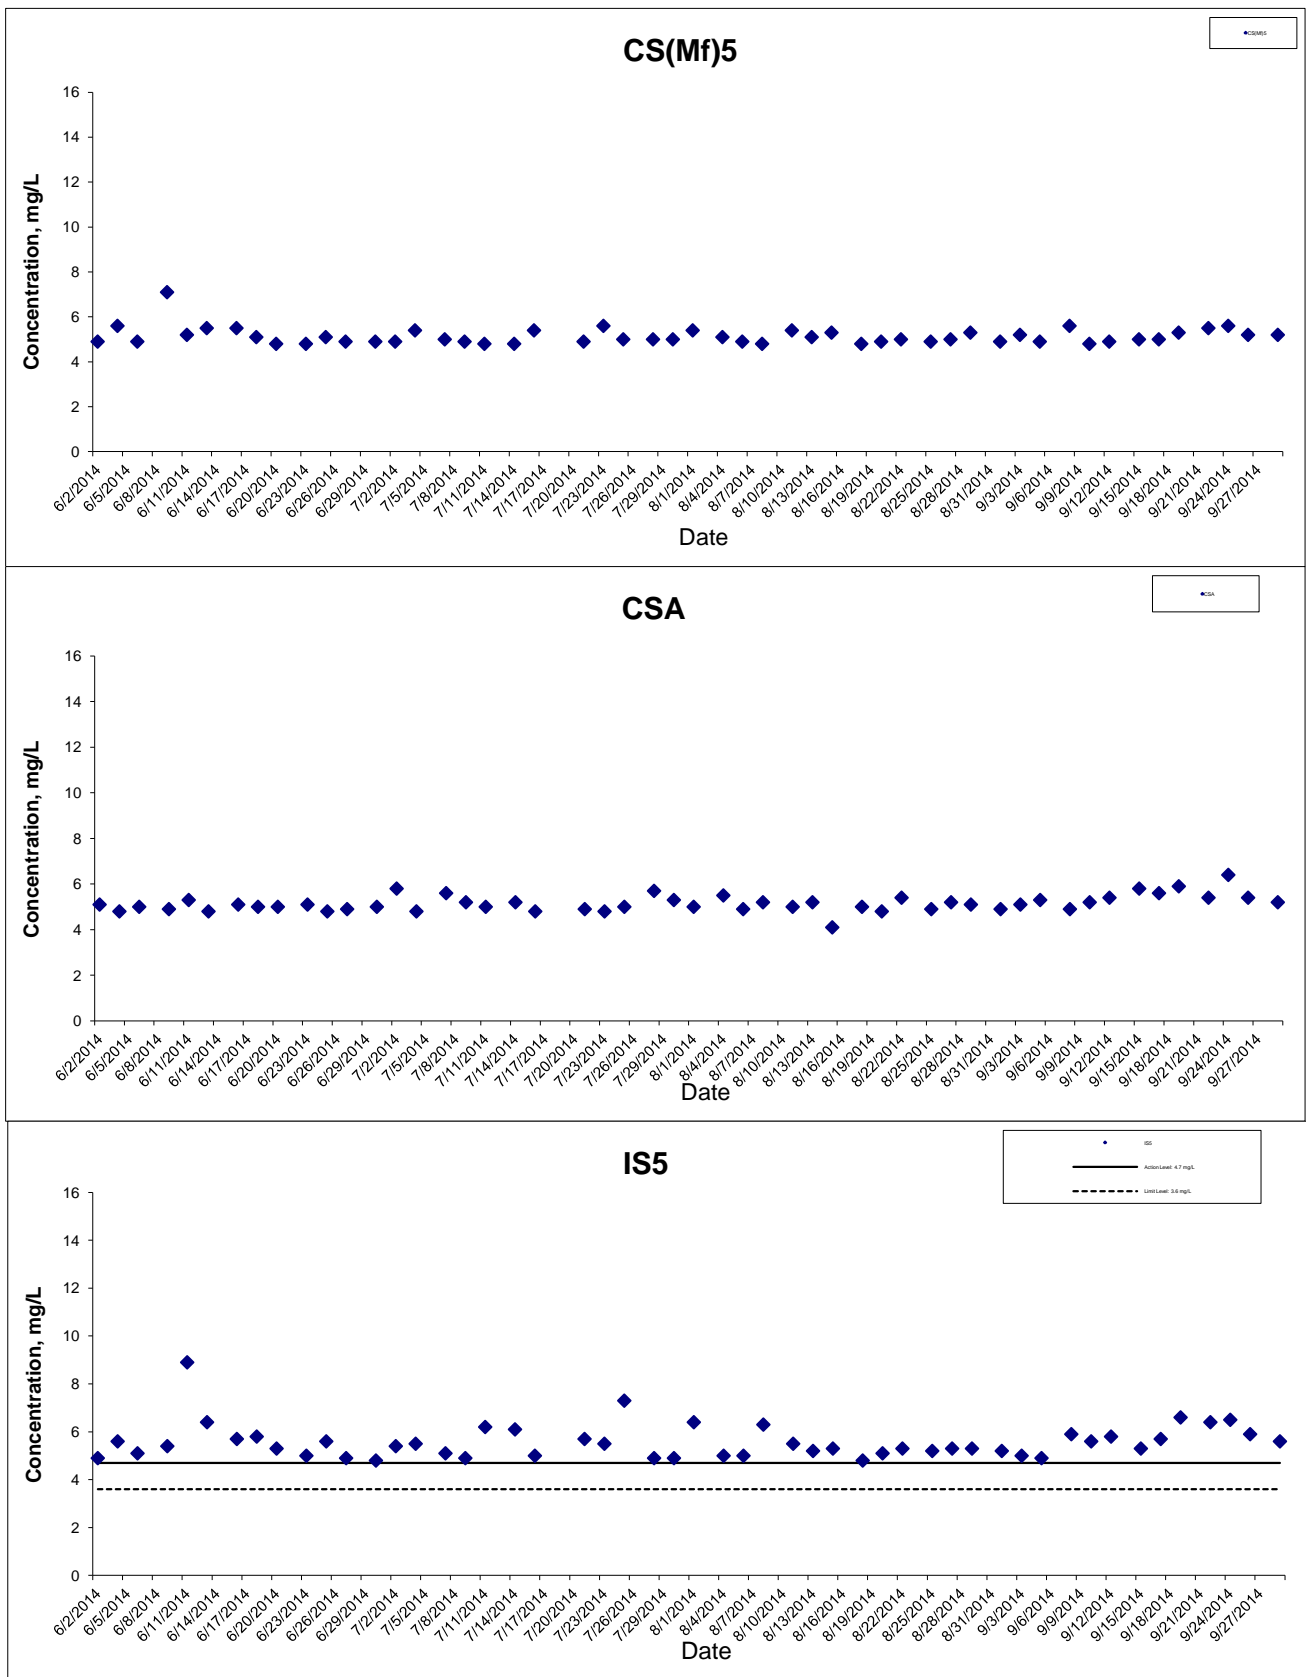 CS(Mf)5
CS(Mf)5
16
14
12
10
8
6
4
2
0
Concentration, mg/L
6/2/2014 6/5/2014 6/8/2014 6/11/2014 6/14/2014 6/17/2014 6/20/2014 6/23/2014 6/26/2014 6/29/2014 7/2/2014 7/5/2014 7/8/2014 7/11/2014 7/14/2014 7/17/2014 7/20/2014 7/23/2014 7/26/2014 7/29/2014 8/1/2014 8/4/2014 8/7/2014 8/10/2014 8/13/2014 8/16/2014 8/19/2014 8/22/2014 8/25/2014 8/28/2014 8/31/2014 9/3/2014 9/6/2014 9/9/2014 9/12/2014 9/15/2014 9/18/2014 9/21/2014 9/24/2014 9/27/2014
Date
CSA
CSA
16
14
12
10
8
6
4
2
0
Concentration, mg/L
6/2/2014 6/5/2014 6/8/2014 6/11/2014 6/14/2014 6/17/2014 6/20/2014 6/23/2014 6/26/2014 6/29/2014 7/2/2014 7/5/2014 7/8/2014 7/11/2014 7/14/2014 7/17/2014 7/20/2014 7/23/2014 7/26/2014 7/29/2014 8/1/2014 8/4/2014 8/7/2014 8/10/2014 8/13/2014 8/16/2014 8/19/2014 8/22/2014 8/25/2014 8/28/2014 8/31/2014 9/3/2014 9/6/2014 9/9/2014 9/12/2014 9/15/2014 9/18/2014 9/21/2014 9/24/2014 9/27/2014
Date
IS5
IS5
Action Level: 4.7 mg/L
Limit Level: 3.6 mg/L
16
14
12
10
8
6
4
2
0
Concentration, mg/L
6/2/2014 6/5/2014 6/8/2014 6/11/2014 6/14/2014 6/17/2014 6/20/2014 6/23/2014 6/26/2014 6/29/2014 7/2/2014 7/5/2014 7/8/2014 7/11/2014 7/14/2014 7/17/2014 7/20/2014 7/23/2014 7/26/2014 7/29/2014 8/1/2014 8/4/2014 8/7/2014 8/10/2014 8/13/2014 8/16/2014 8/19/2014 8/22/2014 8/25/2014 8/28/2014 8/31/2014 9/3/2014 9/6/2014 9/9/2014 9/12/2014 9/15/2014 9/18/2014 9/21/2014 9/24/2014 9/27/2014
Date